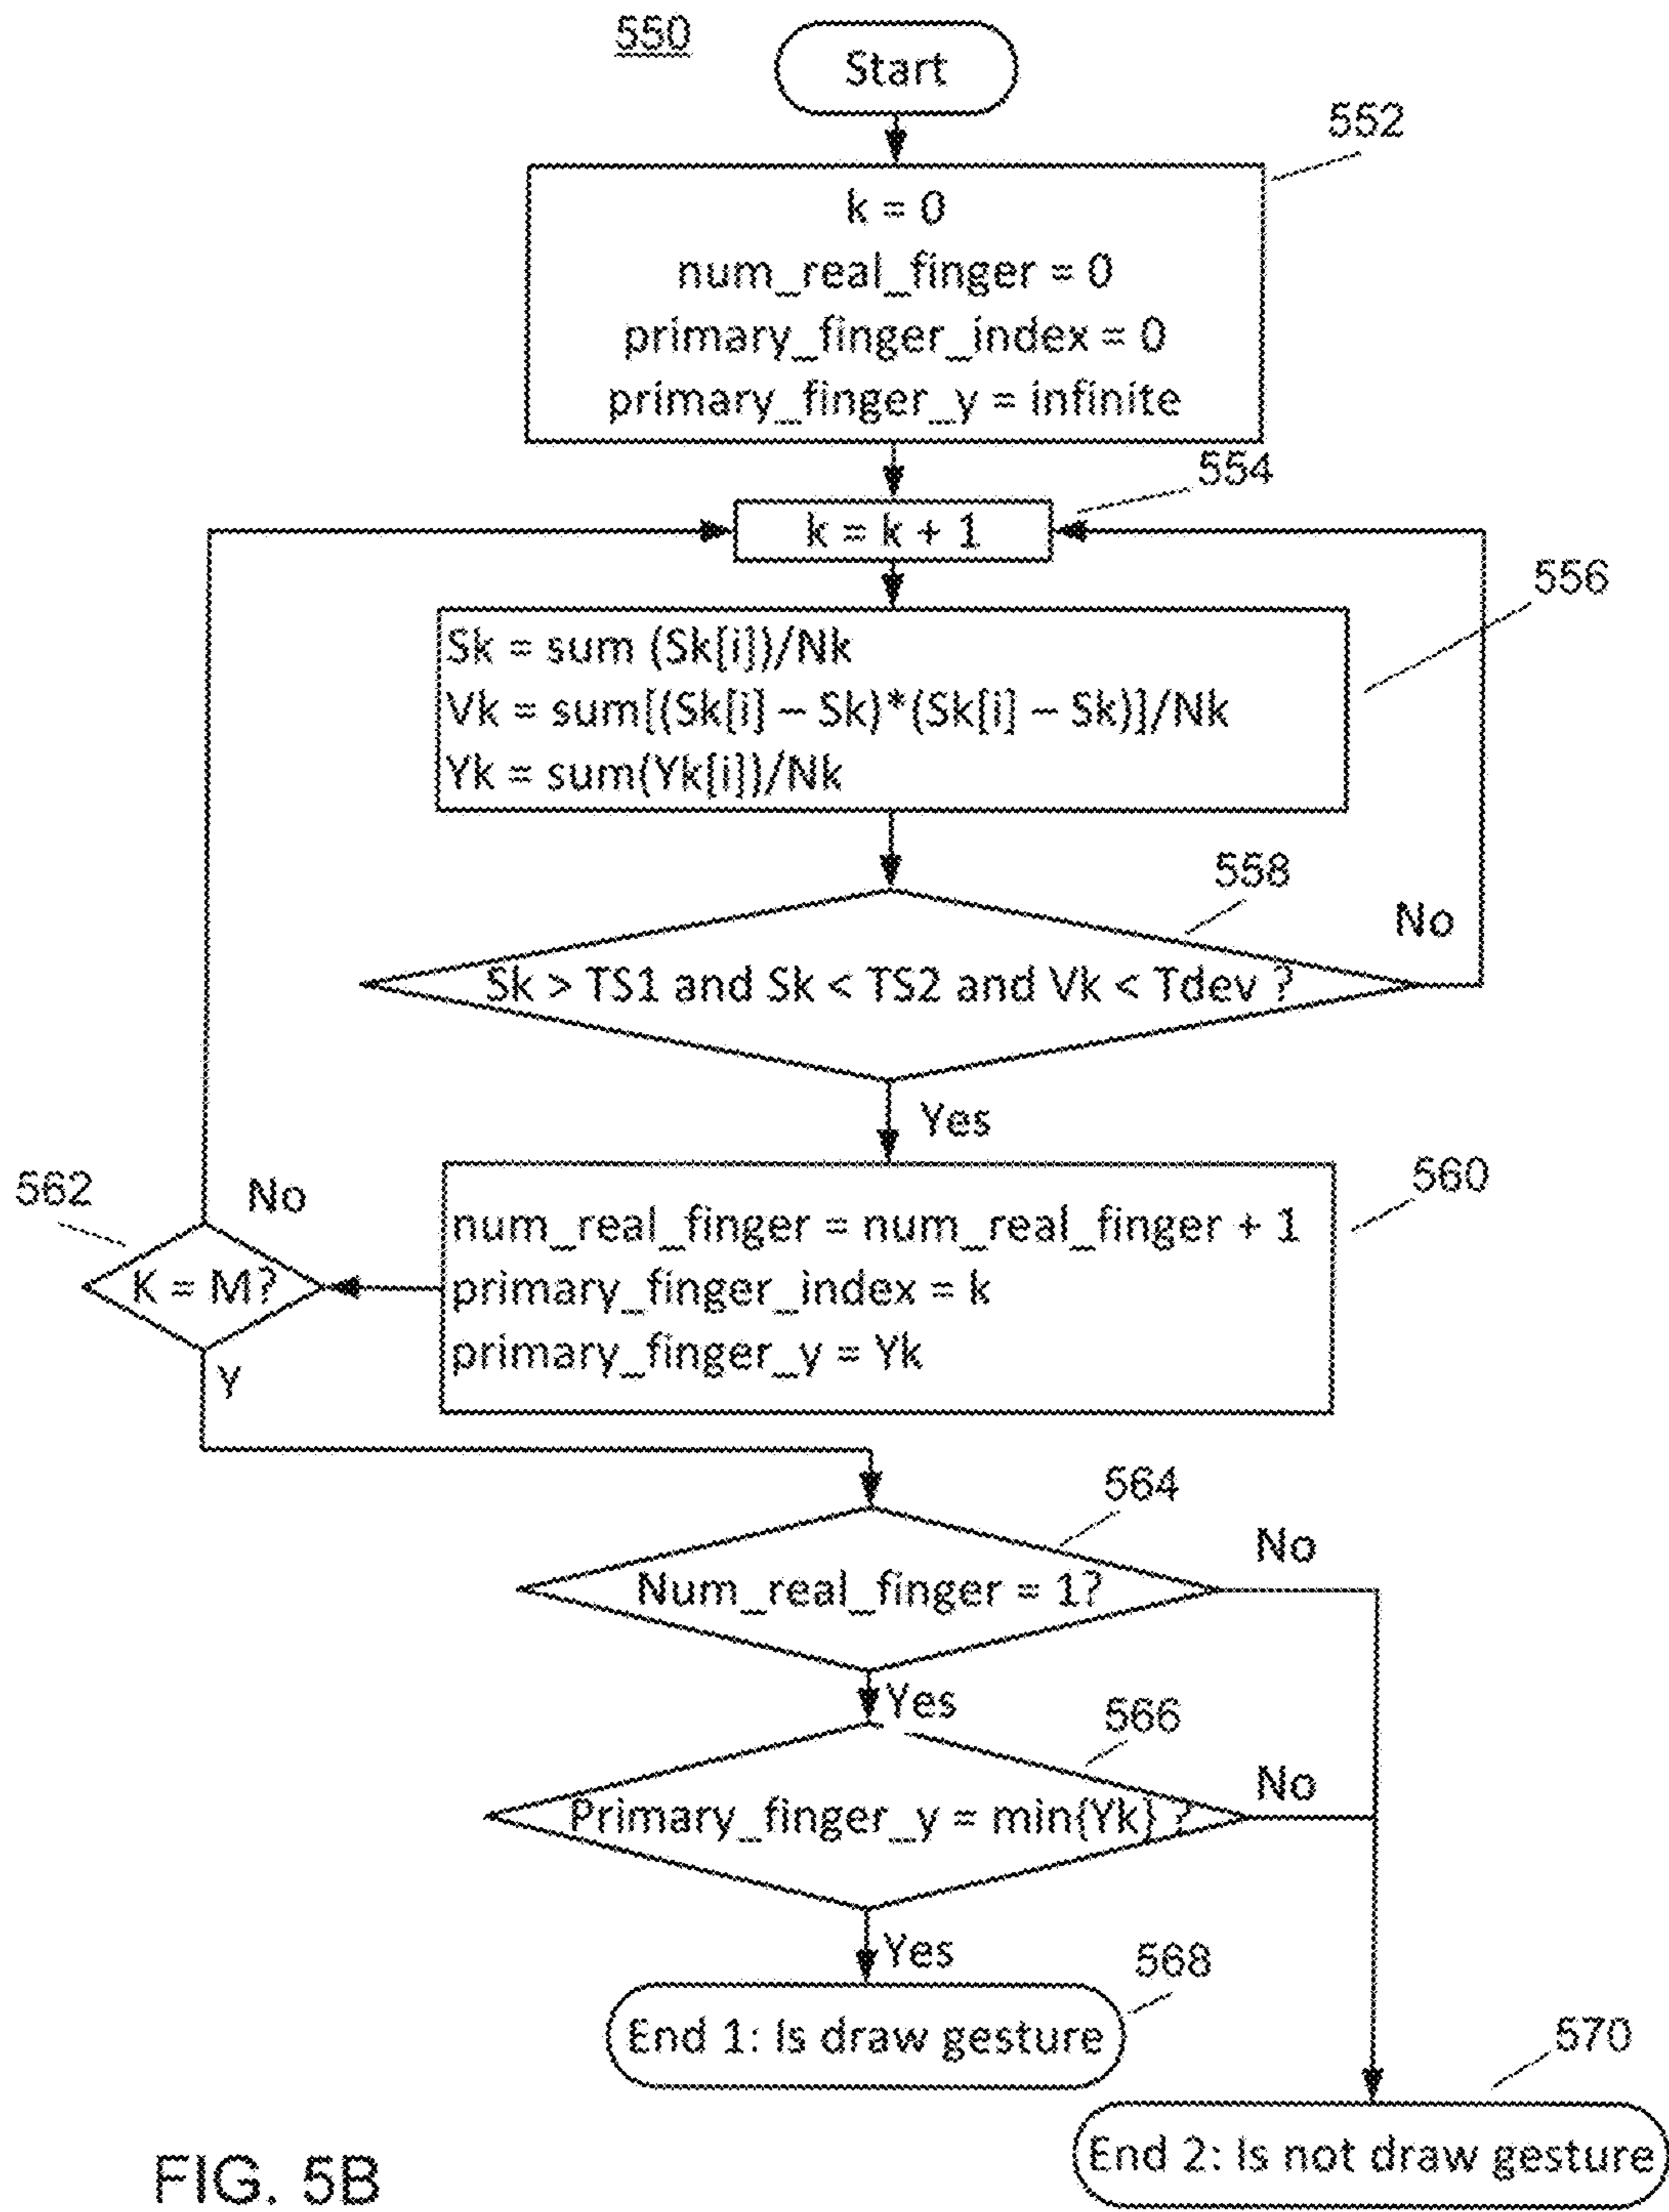 550
Start
552
k = 0
num_real_finger = 0
primary_finger_index = 0
primary_finger_y = infinite
554
k = k + 1
556
Sk = sum (Sk[i])/Nk
Vk = sum[(Sk[i] – Sk)*(Sk[i] – Sk)]/Nk
Yk = sum(Yk[i])/Nk
558
No
Sk > TS1 and Sk < TS2 and Vk < Tdev ?
Yes
560
562
No
num_real_finger = num_real_finger + 1
K = M?
primary_finger_index = k
primary_finger_y = Yk
Y
564
No
Num_real_finger = 1?
Yes
566
No
Primary_finger_y = min(Yk) ?
Yes
568
End 1: Is draw gesture
570
End 2: Is not draw gesture
FIG. 5B